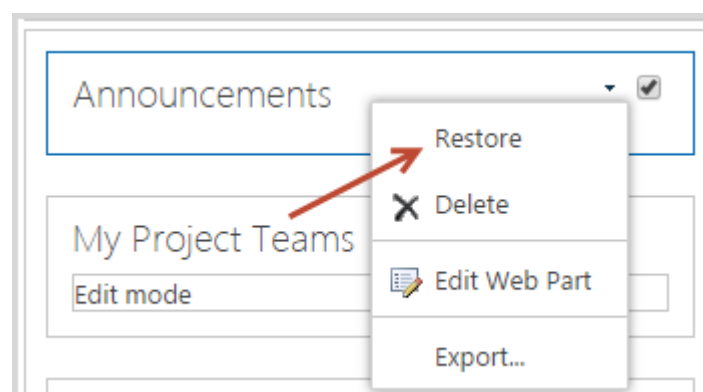 Announcements
Restore
Delete
My Project Teams
Edit Web Part
Edit mode
Export...